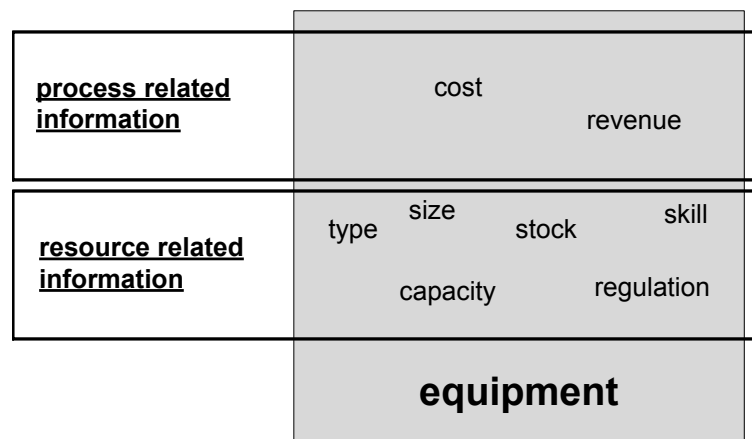 process related
information
cost
revenue
resource related
information
type
size
stock
skill
capacity
regulation
equipment